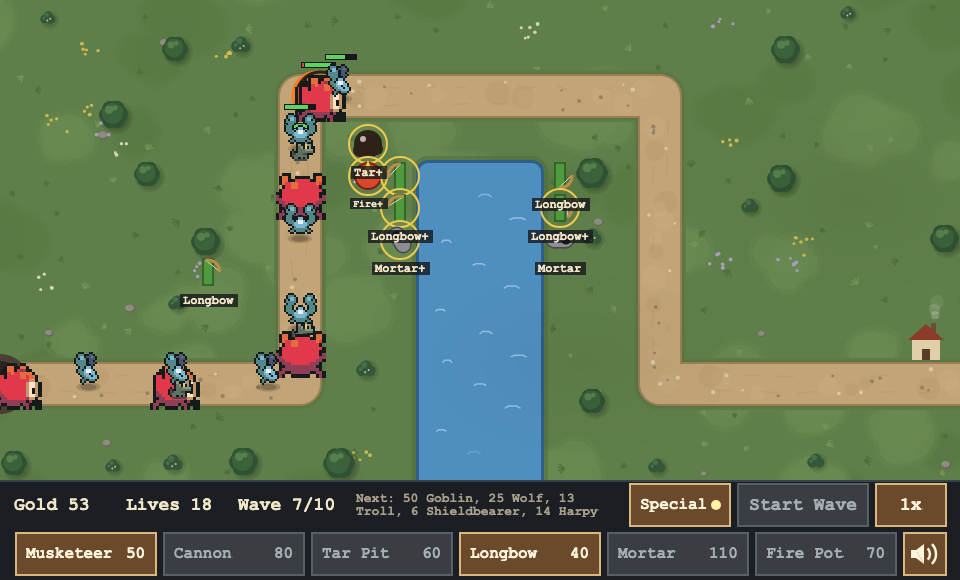 Tar+
Fire+
Longbow
Longbow+
Longbow+
Mortar+
Mortar
Longbow
Gold 53
Lives 18
Wave 7/10
Next: 50 Goblin, 25 Wolf, 13
Troll, 6 Shieldbearer, 14 Harpy
Special
Start Wave
1x
Musketeer 50
Cannon 80
Tar Pit 60
Longbow 40
Mortar 110
Fire Pot 70